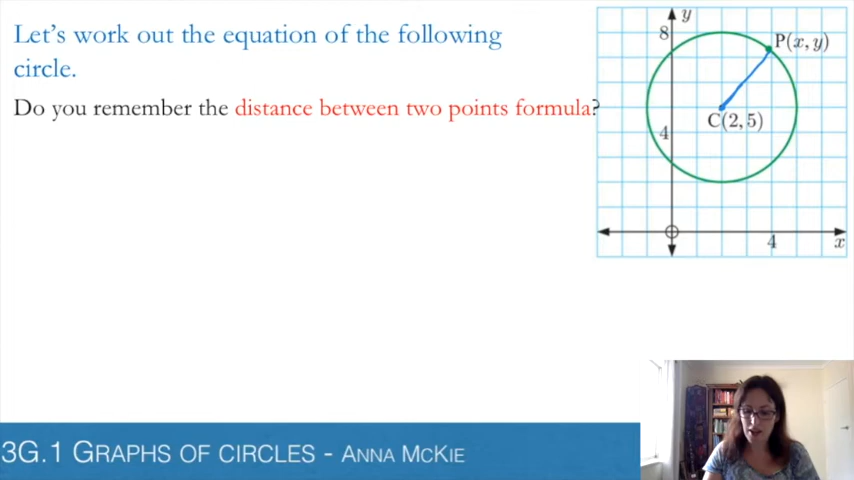 Let's work out the equation of the following
circle.
Do you remember the distance between two points formula?
y
8
P(x, y)
C(2, 5)
4
4
x
3G.1 GRAPHS OF CIRCLES - ANNA MCKIE